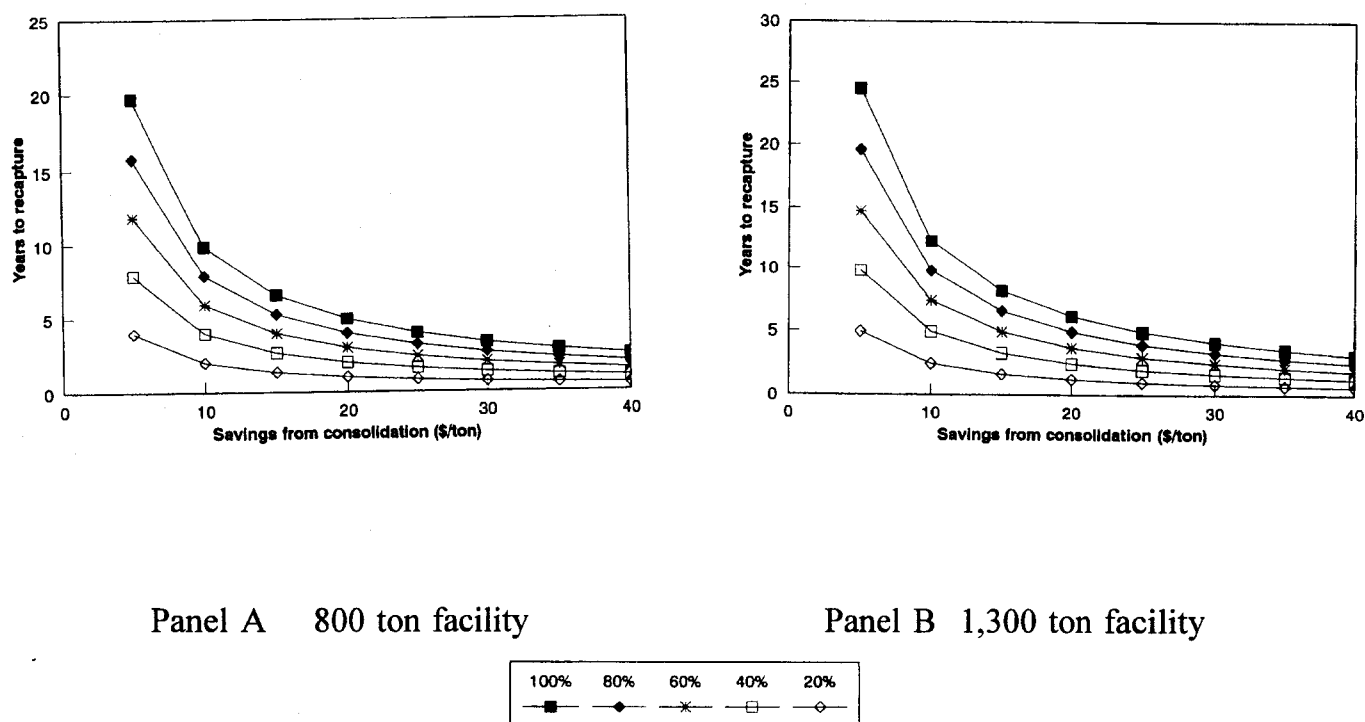 25
20
15
10
5
0
Years to recapture
0 10 20 30 40
Savings from consolidation ($/ton)
30
25
20
15
10
5
0
Years to recapture
0 10 20 30 40
Savings from consolidation ($/ton)
Panel A 800 ton facility
Panel B 1,300 ton facility
100% 80% 60% 40% 20%